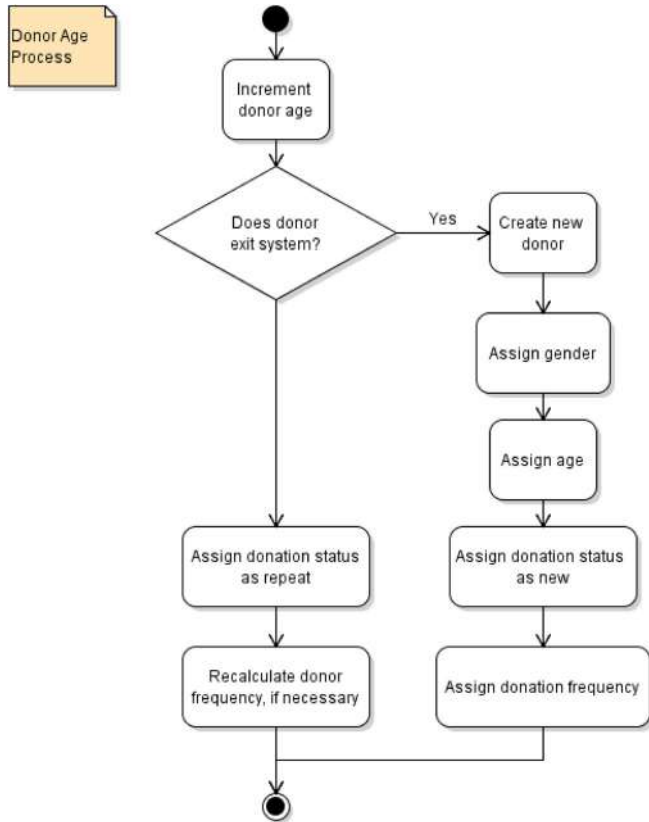 Donor Age
Process
Increment
donor age
Does donor
exit system?
Yes
Create new
donor
Assign gender
Assign age
Assign donation status
as repeat
Assign donation status
as new
Recalculate donor
frequency, if necessary
Assign donation frequency